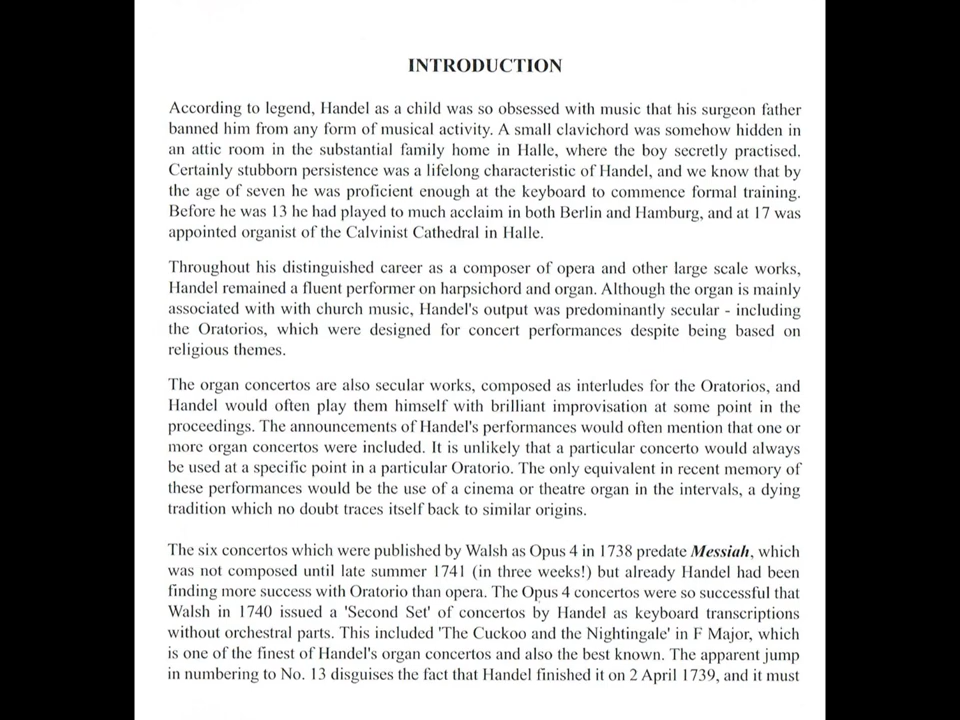 INTRODUCTION
According to legend, Handel as a child was so obsessed with music that his surgeon father
banned him from any form of musical activity. A small clavichord was somehow hidden in
an attic room in the substantial family home in Halle, where the boy secretly practised.
Certainly stubborn persistence was a lifelong characteristic of Handel, and we know that by
the age of seven he was proficient enough at the keyboard to commence formal training.
Before he was 13 he had played to much acclaim in both Berlin and Hamburg, and at 17 was
appointed organist of the Calvinist Cathedral in Halle.
Throughout his distinguished career as a composer of opera and other large scale works,
Handel remained a fluent performer on harpsichord and organ. Although the organ is mainly
associated with with church music, Handel's output was predominantly secular - including
the Oratorios, which were designed for concert performances despite being based on
religious themes.
The organ concertos are also secular works, composed as interludes for the Oratorios, and
Handel would often play them himself with brilliant improvisation at some point in the
proceedings. The announcements of Handel's performances would often mention that one or
more organ concertos were included. It is unlikely that a particular concerto would always
be used at a specific point in a particular Oratorio. The only equivalent in recent memory of
these performances would be the use of a cinema or theatre organ in the intervals, a dying
tradition which no doubt traces itself back to similar origins.
The six concertos which were published by Walsh as Opus 4 in 1738 predate Messiah, which
was not composed until late summer 1741 (in three weeks!) but already Handel had been
finding more success with Oratorio than opera. The Opus 4 concertos were so successful that
Walsh in 1740 issued a 'Second Set' of concertos by Handel as keyboard transcriptions
without orchestral parts. This included 'The Cuckoo and the Nightingale' in F Major, which
is one of the finest of Handel's organ concertos and also the best known. The apparent jump
in numbering to No. 13 disguises the fact that Handel finished it on 2 April 1739, and it must